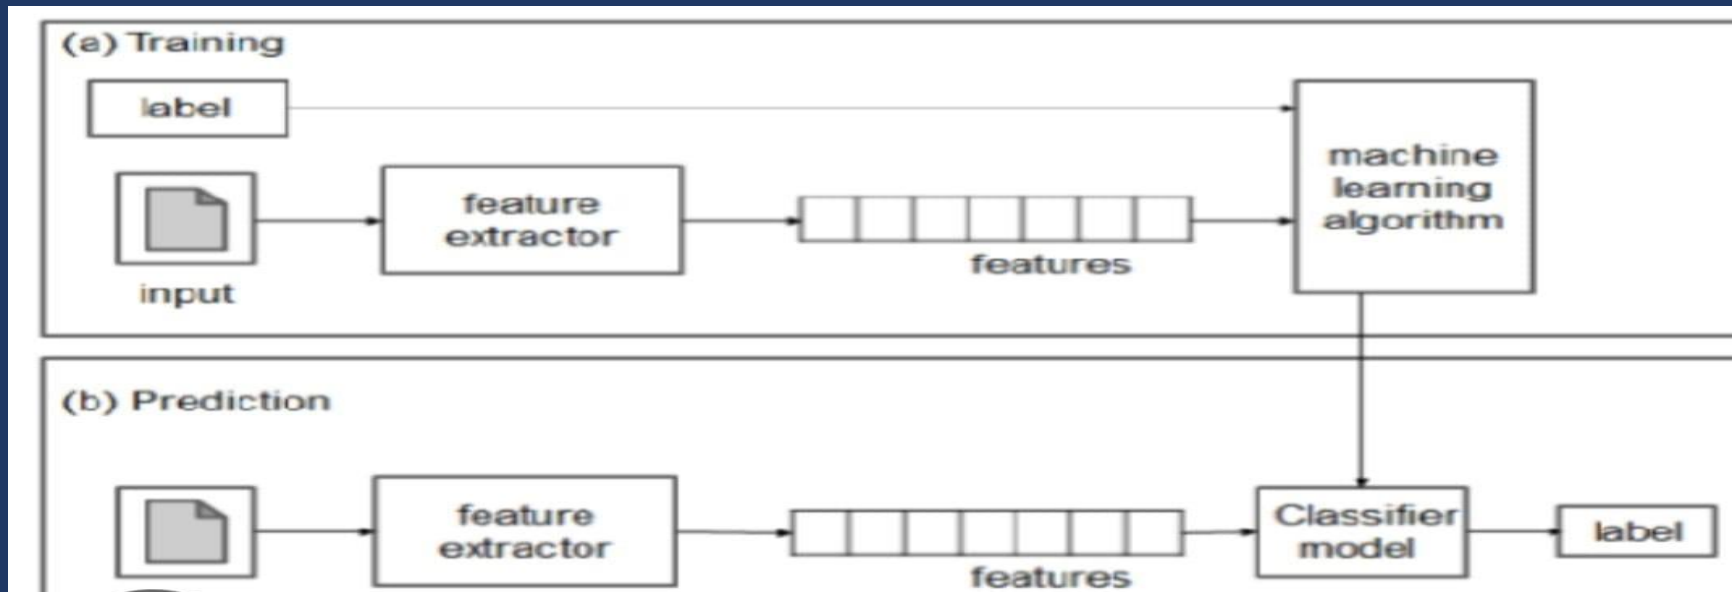 (a) Training
label
machine
learning
algorithm
feature
extractor
features
input
(b) Prediction
feature
extractor
features
Classifier
model
label